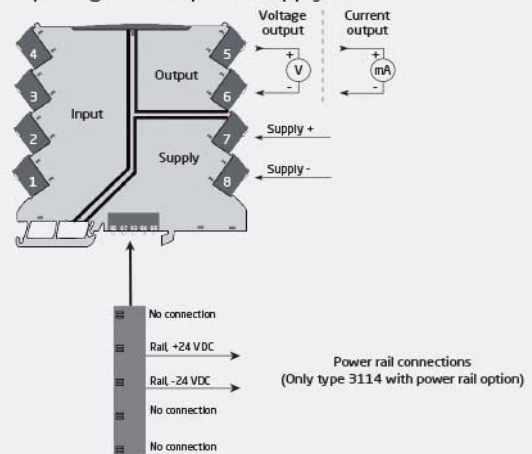 Voltage output
Current output
4
3
2
1
Input
Output
Supply
5
6
7
8
+
V
-
+
mA
-
Supply +
Supply -
No connection
Rail, +24 VDC
Rail, -24 VDC
No connection
No connection
Power rail connections
(Only type 3114 with power rail option)